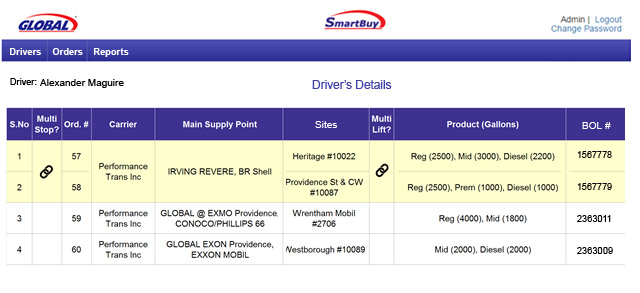 GLOBAL
SmartBuy
Admin | Logout
Change Password
Drivers Orders Reports
Driver: Alexander Maguire
Driver's Details
S.No Multi Stop? Ord. # Carrier Main Supply Point Sites Multi Lift? Product (Gallons) BOL #
1 57 Performance Trans Inc IRVING REVERE, BR Shell Heritage #10022 Reg (2500), Mid (3000), Diesel (2200) 1567778
2 58 Providence St & CW #10087 Reg (2500), Prem (1000), Diesel (1000) 1567779
3 59 Performance Trans Inc GLOBAL @ EXMO Providence, CONOCO/PHILLIPS 66 Wrentham Mobil #2706 Reg (4000), Mid (1800) 2363011
4 60 Performance Trans Inc GLOBAL EXON Providence, EXXON MOBIL Westborough #10089 Mid (2000), Diesel (2000) 2363009